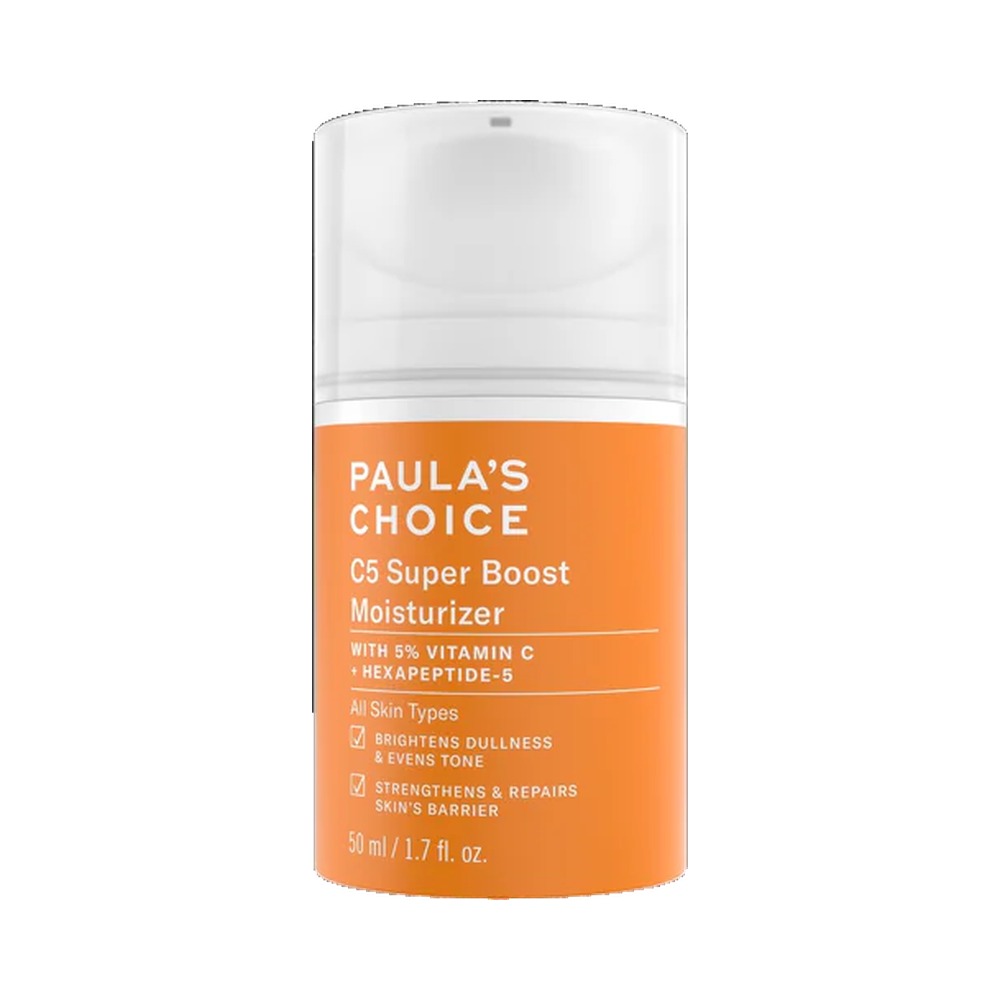 PAULA'S
CHOICE
C5 Super Boost
Moisturizer
WITH 5% VITAMIN C
+ HEXAPEPTIDE-5
All Skin Types
BRIGHTENS DULLNESS
& EVENS TONE
STRENGTHENS & REPAIRS
SKIN'S BARRIER
50 ml / 1.7 fl. oz.